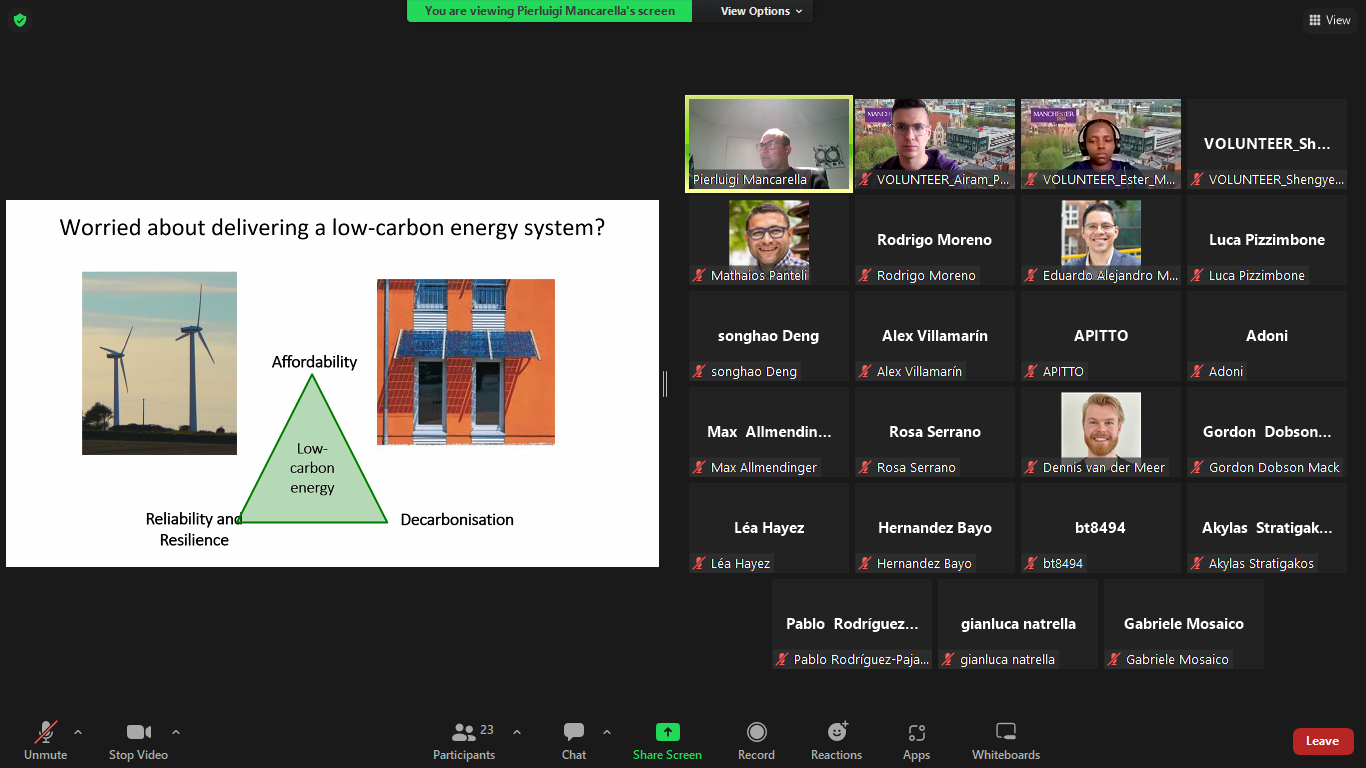 You are viewing Pierluigi Mancarella's screen
View Options
View
Worried about delivering a low-carbon energy system?
Affordability
Low-
carbon
energy
Reliability and
Resilience
Decarbonisation
Pierluigi Mancarella
MANCH
VOLUNTEER_Airam_P...
MANCHESTER
1824
VOLUNTEER_Ester_M...
VOLUNTEER_Sh...
VOLUNTEER_Shengye...
Mathaios Panteli
Rodrigo Moreno
Rodrigo Moreno
Eduardo Alejandro M...
Luca Pizzimbone
Luca Pizzimbone
songhao Deng
songhao Deng
Alex Villamarín
Alex Villamarín
APITTO
APITTO
Adoni
Adoni
Max Allmendin...
Max Allmendinger
Rosa Serrano
Rosa Serrano
Dennis van der Meer
Gordon Dobson...
Gordon Dobson Mack
Léa Hayez
Léa Hayez
Hernandez Bayo
Hernandez Bayo
bt8494
bt8494
Akylas Stratigak...
Akylas Stratigakos
Pablo Rodríguez...
Pablo Rodríguez-Paja...
gianluca natrella
gianluca natrella
Gabriele Mosaico
Gabriele Mosaico
Unmute
Stop Video
23
Participants
Chat
Share Screen
Record
Reactions
Apps
Whiteboards
Leave